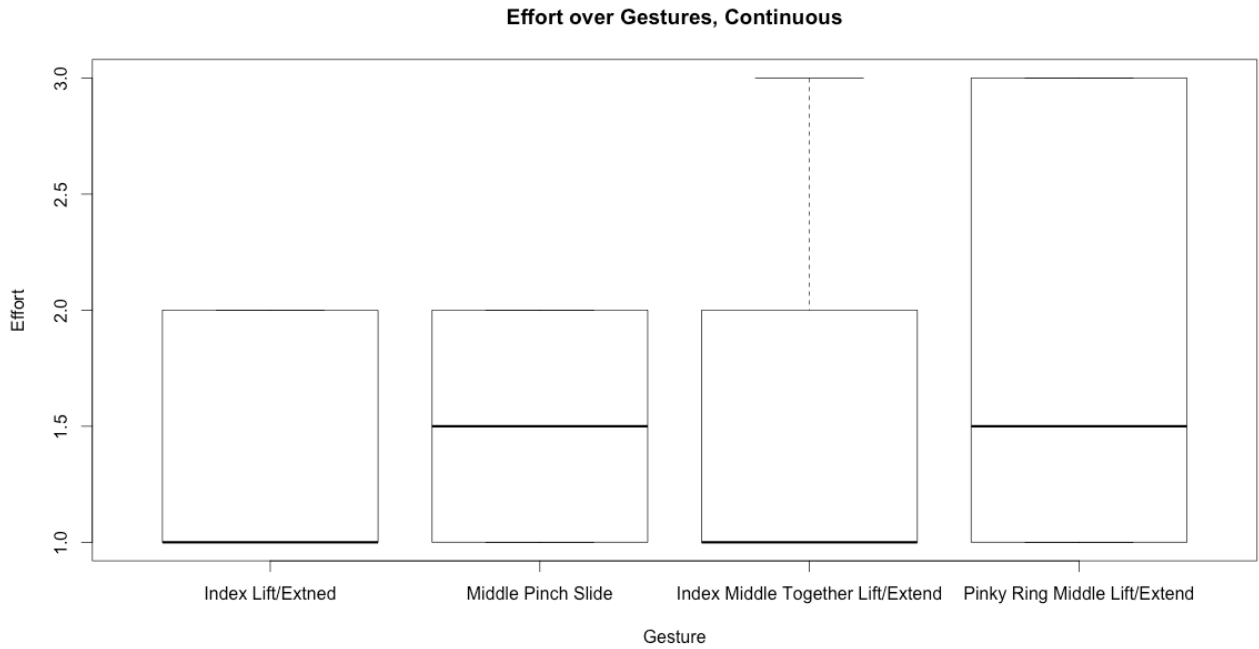 Effort over Gestures, Continuous
3.0
2.5
2.0
1.5
1.0
Effort
Index Lift/Extned
Middle Pinch Slide
Index Middle Together Lift/Extend
Pinky Ring Middle Lift/Extend
Gesture